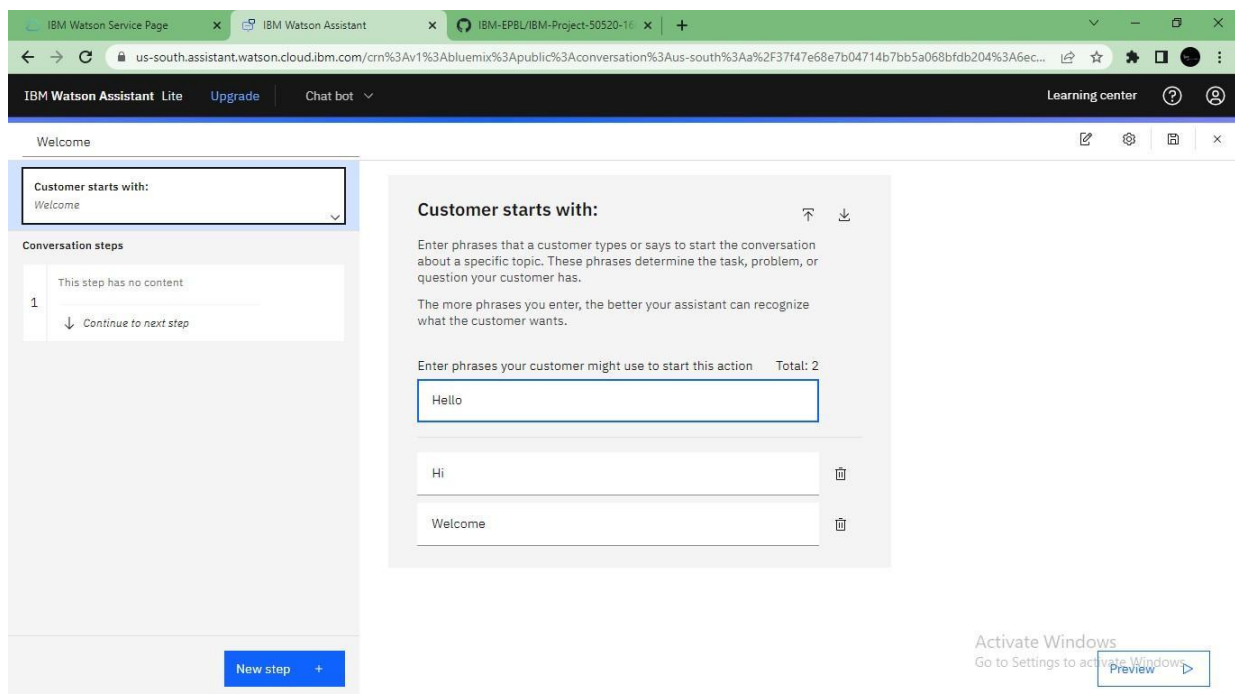 IBM Watson Service Page
IBM Watson Assistant
IBM-EPBL/IBM-Project-50520-16
us-south.assistant.watson.cloud.ibm.com/crn%3Av1%3Abluemix%3Apublic%3Aconversation%3Aus-south%3Aa%2F37f47e68e7b04714b7bb5a068bfdb204%3A6ec...
IBM Watson Assistant Lite Upgrade Chat bot Learning center
Welcome
Customer starts with:
Welcome
Conversation steps
1
This step has no content
Continue to next step
New step +
Customer starts with:
Enter phrases that a customer types or says to start the conversation
about a specific topic. These phrases determine the task, problem, or
question your customer has.
The more phrases you enter, the better your assistant can recognize
what the customer wants.
Enter phrases your customer might use to start this action Total: 2
Hello
Hi
Welcome
Activate Windows
Go to Settings to activate Windows.
Preview